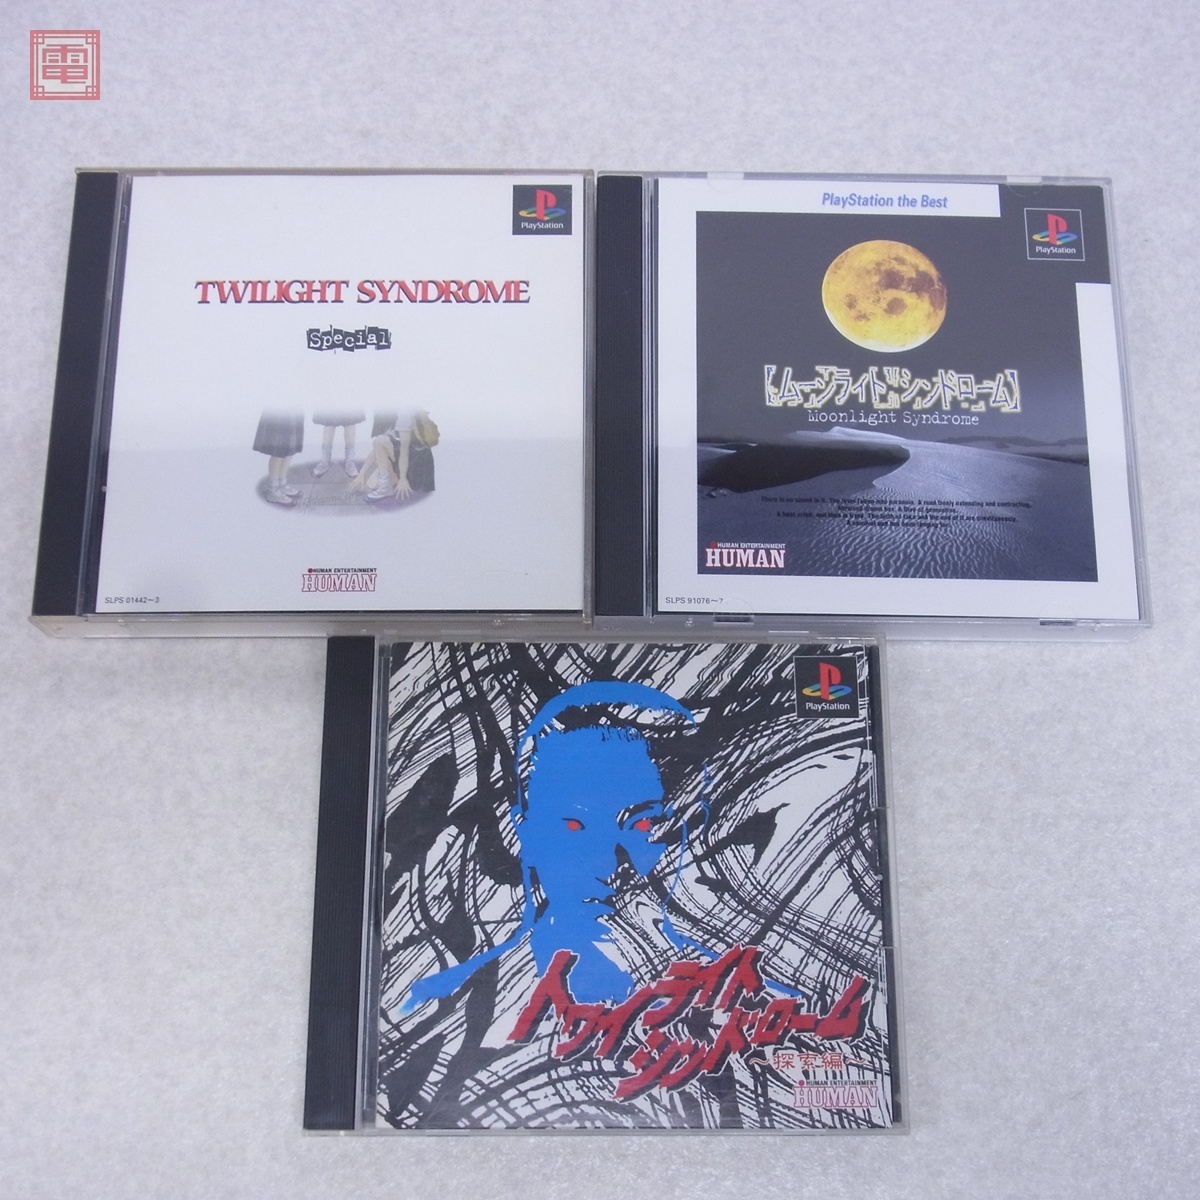 電
PlayStation
TWILIGHT SYNDROME
Special
HUMAN ENTERTAINMENT
HUMAN
SLPS 01442〜3
PlayStation the Best
PlayStation
【ムーンライトシンドローム】
Moonlight Syndrome
HUMAN ENTERTAINMENT
HUMAN
SLPS 91076〜7
PlayStation
トワイライト
シンドローム
〜探索編〜
HUMAN ENTERTAINMENT
HUMAN